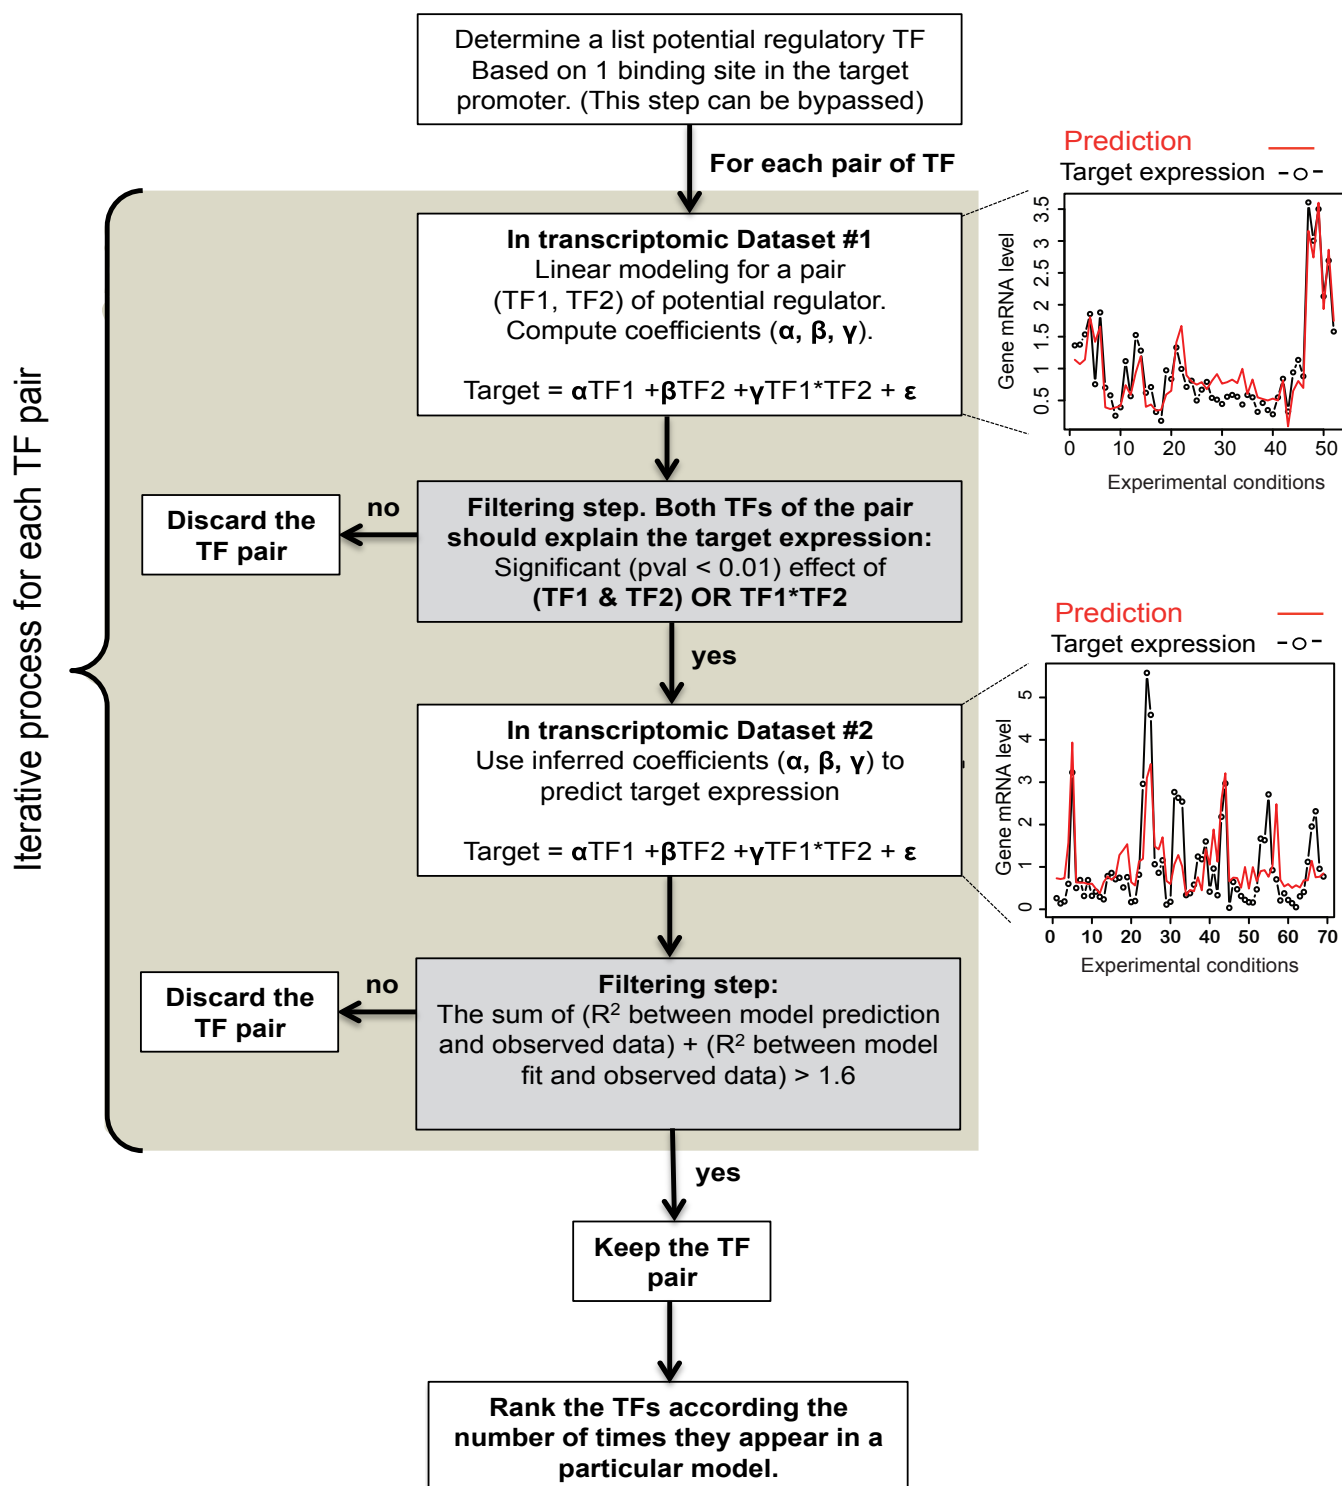 Determine a list potential regulatory TF
Based on 1 binding site in the target
promoter. (This step can be bypassed)
For each pair of TF
Iterative process for each TF pair
In transcriptomic Dataset #1
Linear modeling for a pair
(TF1, TF2) of potential regulator.
Compute coefficients (α, β, γ).
Target = αTF1 +βTF2 +γTF1*TF2 + ε
Prediction
Target expression
Gene mRNA level
3.5
3
2.5
2
1.5
1
0.5
0 10 20 30 40 50
Experimental conditions
Filtering step. Both TFs of the pair
should explain the target expression:
Significant (pval < 0.01) effect of
(TF1 & TF2) OR TF1*TF2
no
Discard the
TF pair
yes
In transcriptomic Dataset #2
Use inferred coefficients (α, β, γ) to
predict target expression
Target = αTF1 +βTF2 +γTF1*TF2 + ε
Prediction
Target expression
Gene mRNA level
5
4
3
2
1
0
0 10 20 30 40 50 60 70
Experimental conditions
Filtering step:
The sum of (R² between model prediction
and observed data) + (R² between model
fit and observed data) > 1.6
no
Discard the
TF pair
yes
Keep the TF
pair
Rank the TFs according the
number of times they appear in a
particular model.